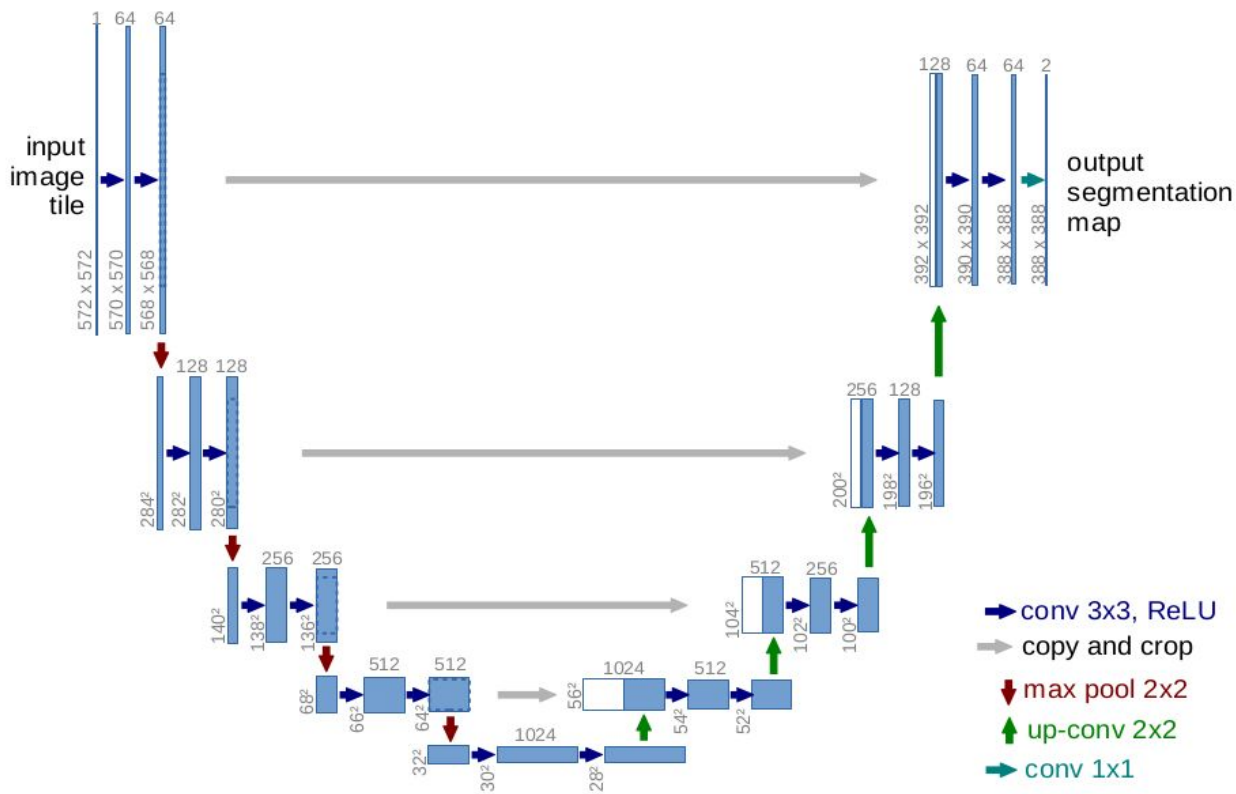 1 64 64
128 64 64 2
input
image
tile
output
segmentation
map
572 x 572
570 x 570
568 x 568
392 x 392
390 x 390
388 x 388
388 x 388
128 128
256 128
284²
282²
280²
200²
198²
196²
256 256
512 256
140²
138²
136²
104²
102²
100²
512 512
1024 512
68²
66²
64²
56²
54²
52²
1024
32²
30²
28²
conv 3x3, ReLU
copy and crop
max pool 2x2
up-conv 2x2
conv 1x1